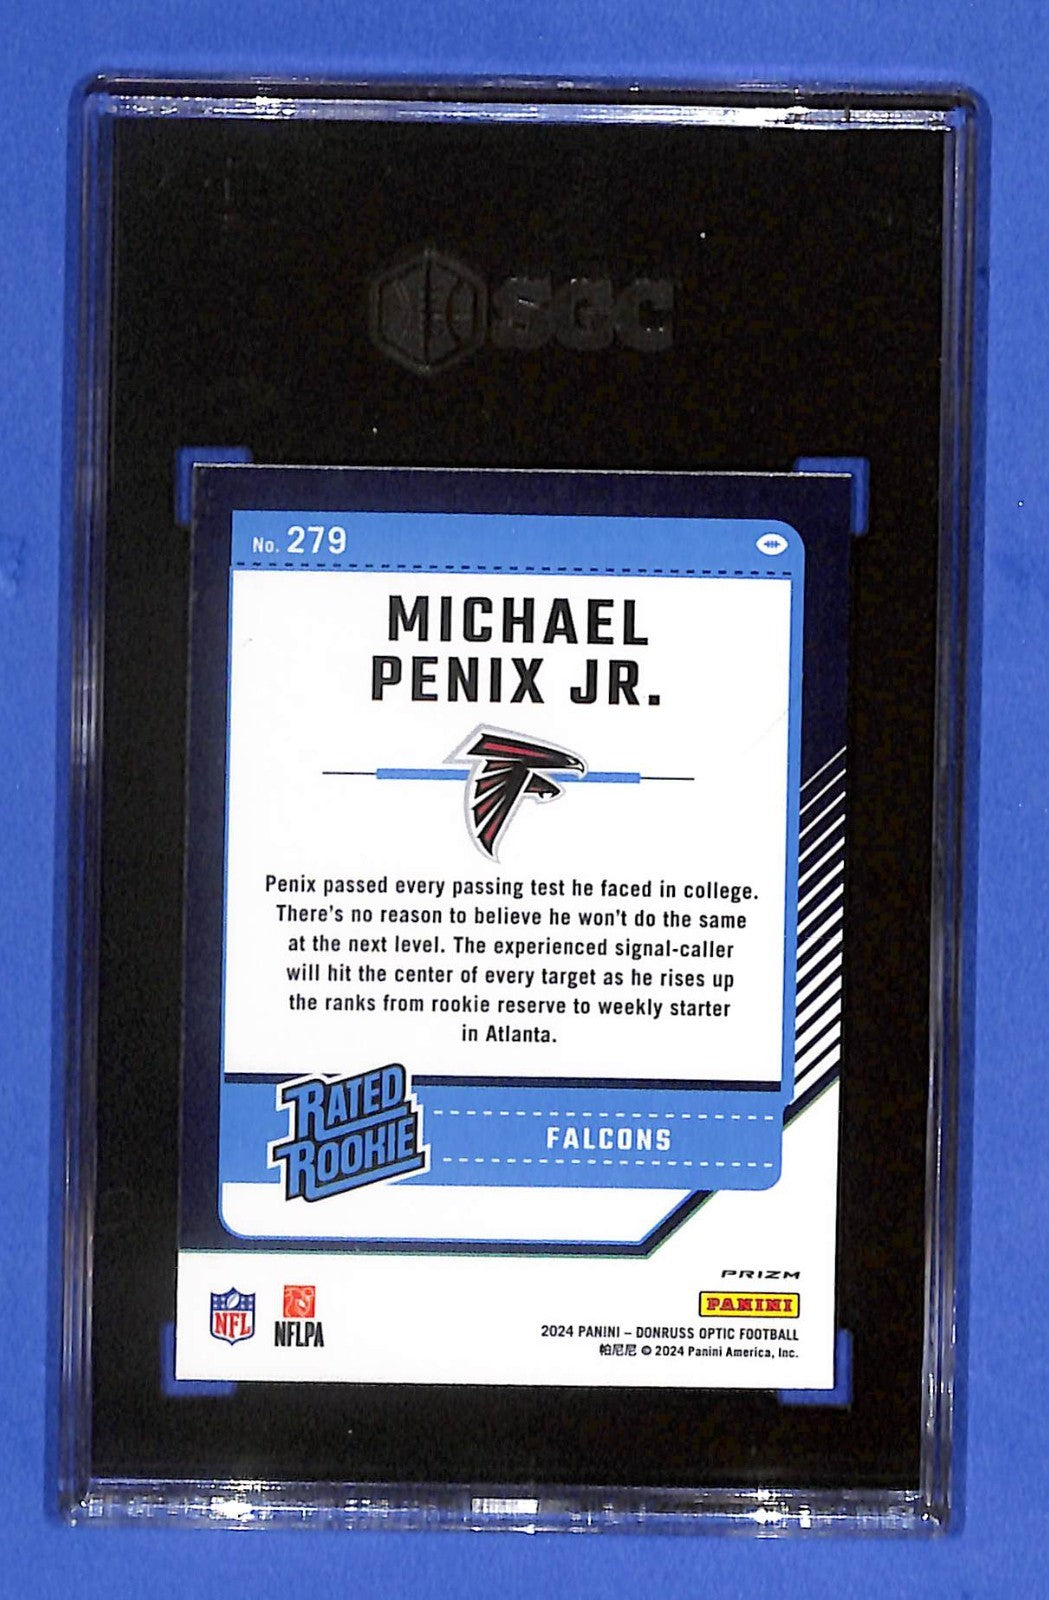 SGC
No. 279
MICHAEL
PENIX JR.
Penix passed every passing test he faced in college.
There's no reason to believe he won't do the same
at the next level. The experienced signal-caller
will hit the center of every target as he rises up
the ranks from rookie reserve to weekly starter
in Atlanta.
RATED
ROOKIE
FALCONS
PRIZM
PANINI
NFL
NFLPA
2024 PANINI – DONRUSS OPTIC FOOTBALL
帕尼尼 © 2024 Panini America, Inc.